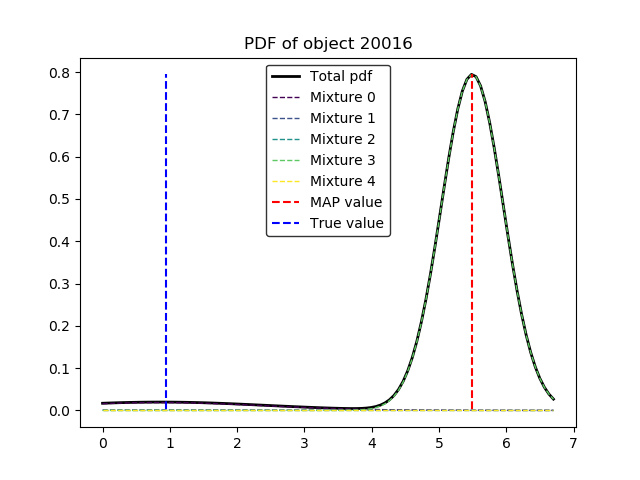 PDF of object 20016
0.8
0.7
0.6
0.5
0.4
0.3
0.2
0.1
0.0
Total pdf
Mixture 0
Mixture 1
Mixture 2
Mixture 3
Mixture 4
MAP value
True value
0 1 2 3 4 5 6 7